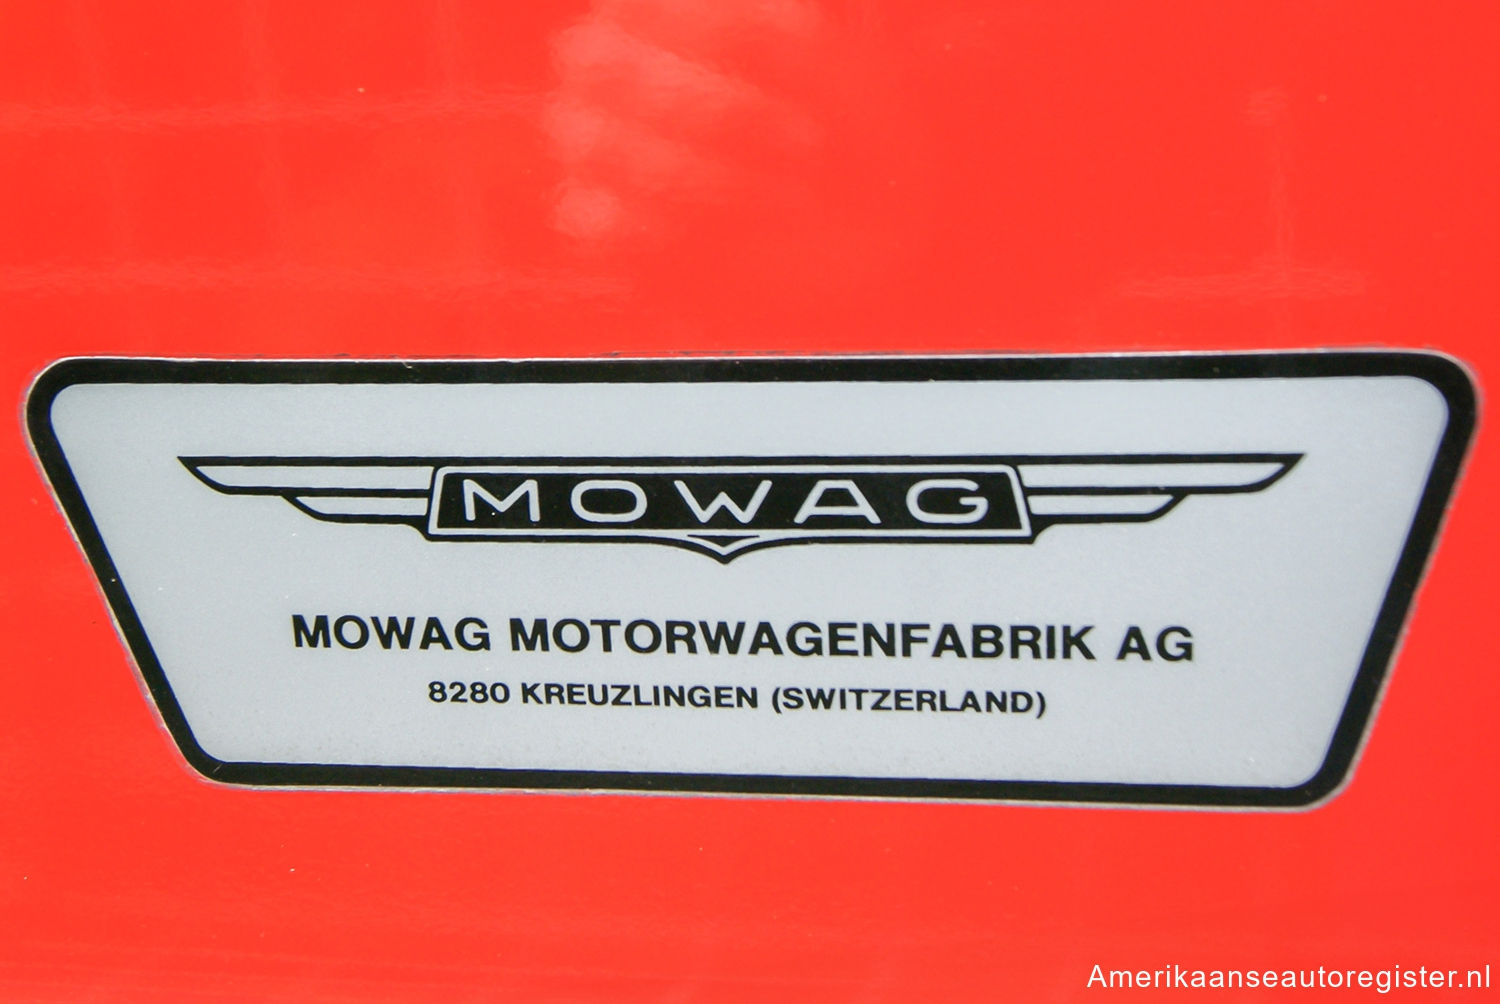 MOWAG
MOWAG MOTORWAGENFABRIK AG
8280 KREUZLINGEN (SWITZERLAND)
Amerikaanseautoregister.nl